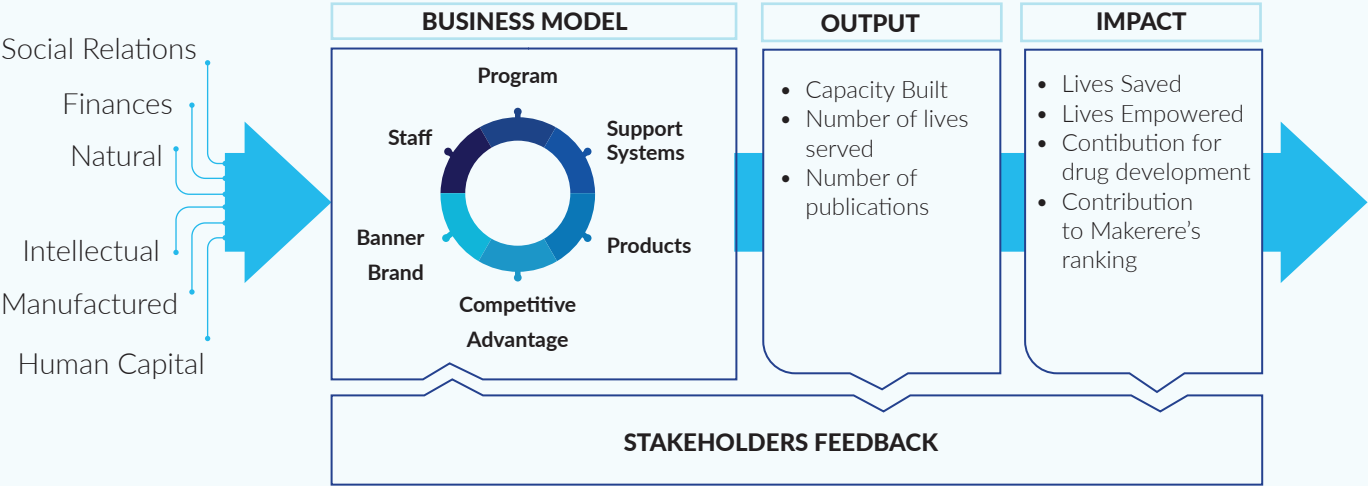 Social Relations
Finances
Natural
Intellectual
Manufactured
Human Capital
BUSINESS MODEL
Program
Staff
Support
Systems
Banner
Brand
Products
Competitive
Advantage
OUTPUT
• Capacity Built
• Number of lives
served
• Number of
publications
IMPACT
• Lives Saved
• Lives Empowered
• Contibution for
drug development
• Contribution
to Makerere’s
ranking
STAKEHOLDERS FEEDBACK